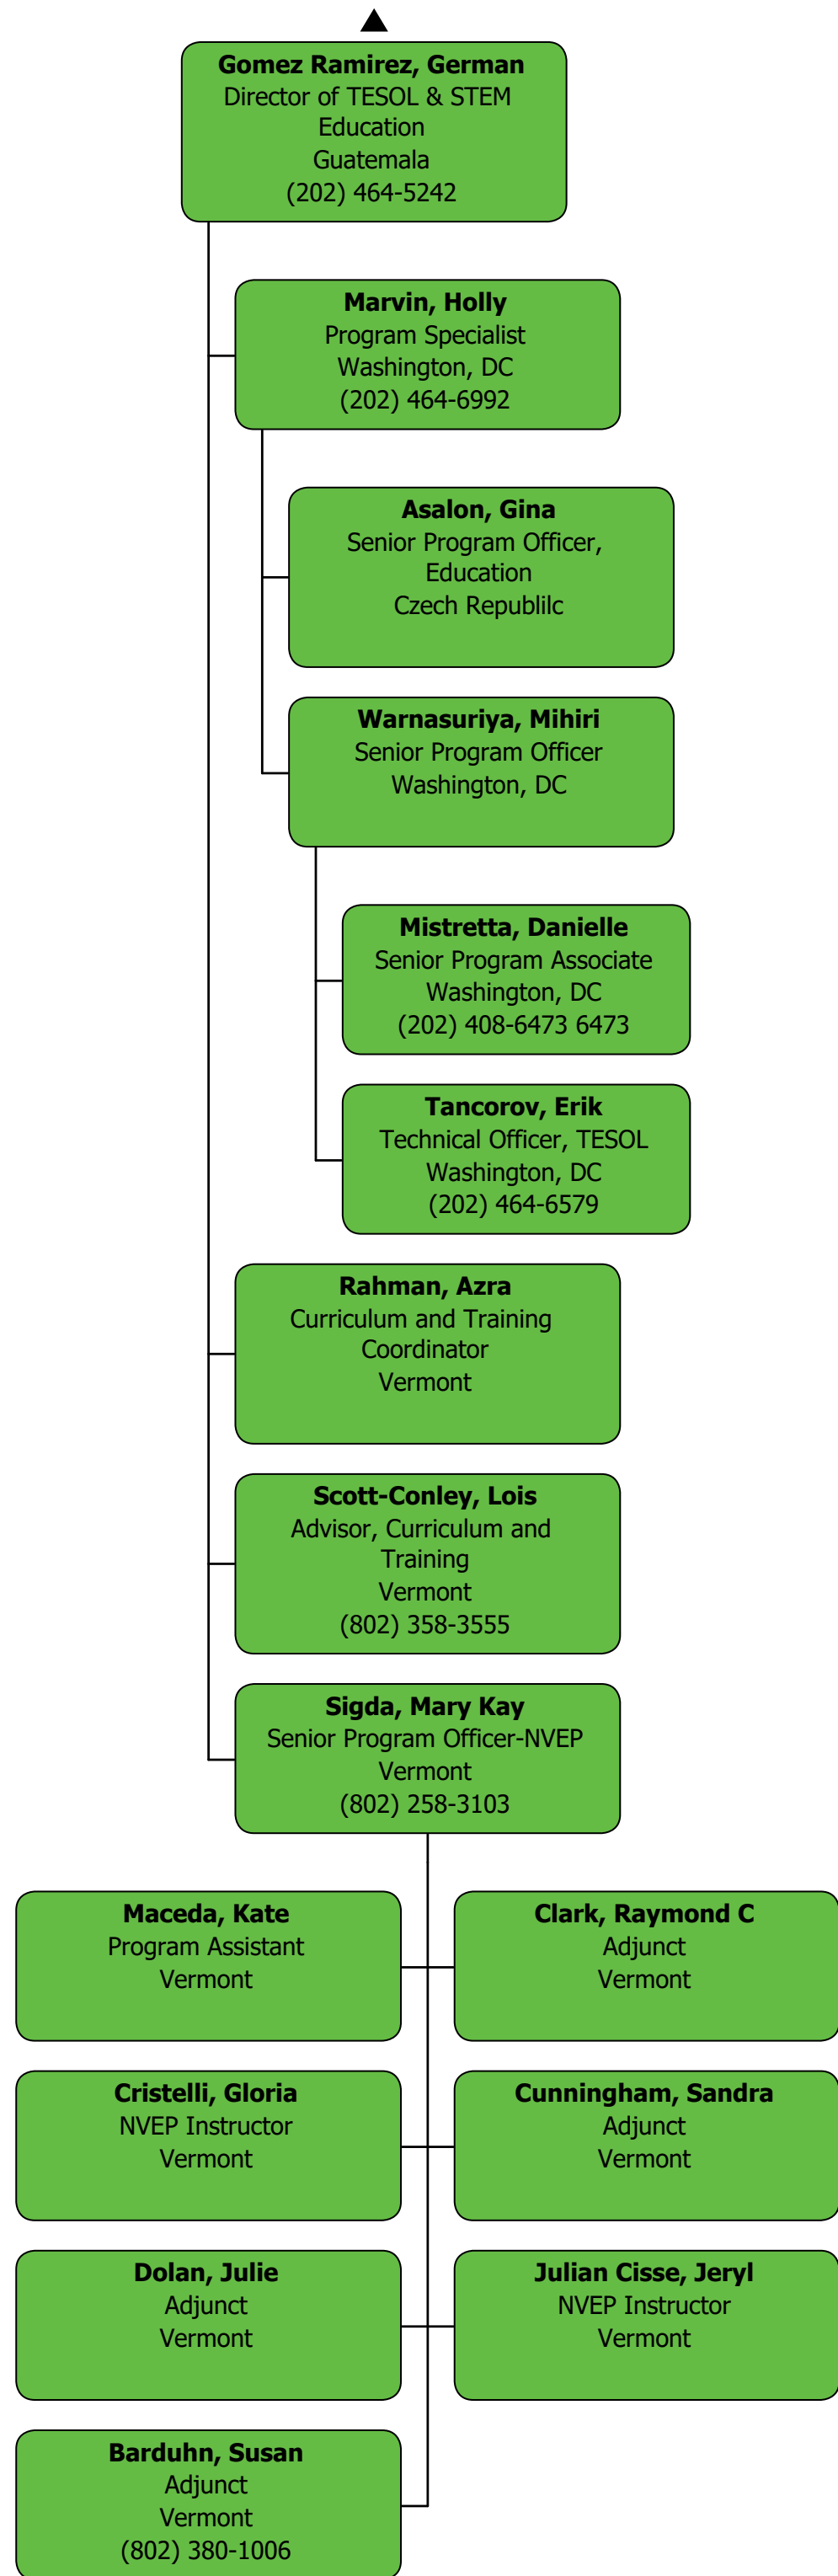 Gomez Ramirez, German
Director of TESOL & STEM
Education
Guatemala
(202) 464-5242
Marvin, Holly
Program Specialist
Washington, DC
(202) 464-6992
Asalon, Gina
Senior Program Officer,
Education
Czech Republilc
Warnasuriya, Mihiri
Senior Program Officer
Washington, DC
Mistretta, Danielle
Senior Program Associate
Washington, DC
(202) 408-6473 6473
Tancorov, Erik
Technical Officer, TESOL
Washington, DC
(202) 464-6579
Rahman, Azra
Curriculum and Training
Coordinator
Vermont
Scott-Conley, Lois
Advisor, Curriculum and
Training
Vermont
(802) 358-3555
Sigda, Mary Kay
Senior Program Officer-NVEP
Vermont
(802) 258-3103
Maceda, Kate
Program Assistant
Vermont
Clark, Raymond C
Adjunct
Vermont
Cristelli, Gloria
NVEP Instructor
Vermont
Cunningham, Sandra
Adjunct
Vermont
Dolan, Julie
Adjunct
Vermont
Julian Cisse, Jeryl
NVEP Instructor
Vermont
Barduhn, Susan
Adjunct
Vermont
(802) 380-1006